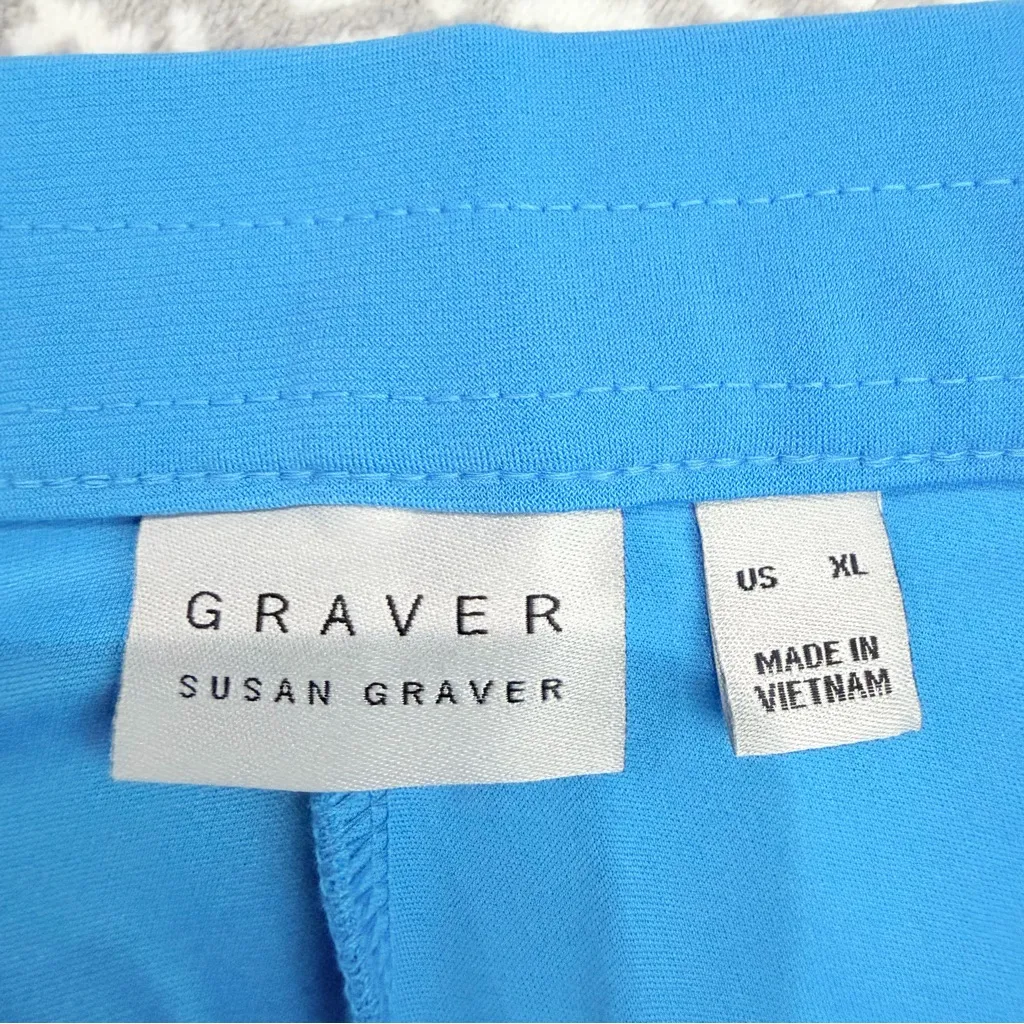 GRAVER
SUSAN GRAVER
US XL
MADE IN
VIETNAM